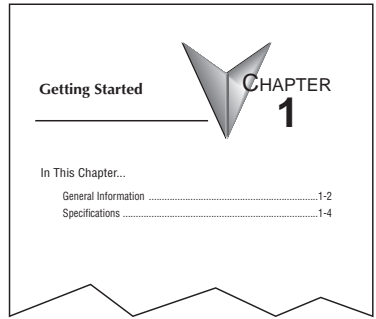 Getting Started
CHAPTER
1
In This Chapter...
General Information ...............................................................1-2
Specifications .........................................................................1-4